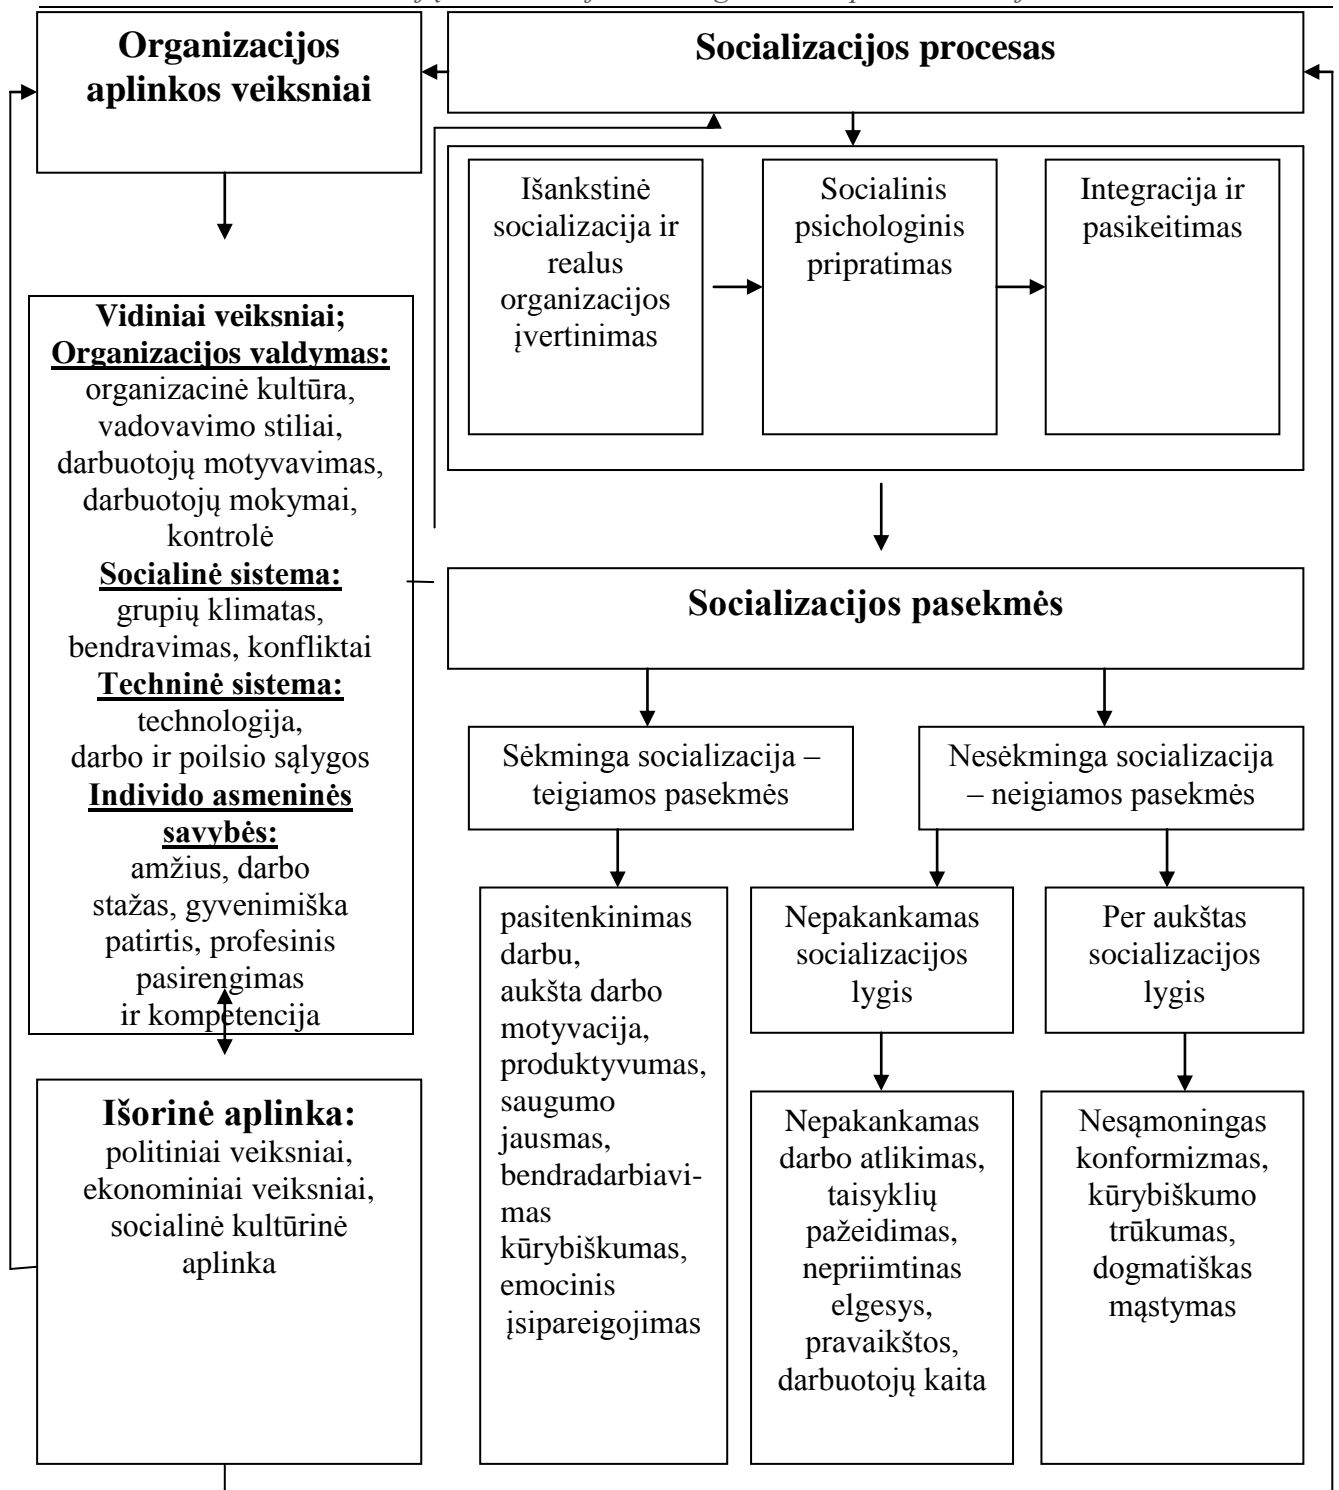 Organizacijos
aplinkos veiksniai
Socializacijos procesas
Išankstinė
socializacija ir
realus
organizacijos
įvertinimas
Socialinis
psichologinis
pripratimas
Integracija ir
pasikeitimas
Vidiniai veiksniai;
Organizacijos valdymas:
organizacinė kultūra,
vadovavimo stiliai,
darbuotojų motyvavimas,
darbuotojų mokymai,
kontrolė
Socialinė sistema:
grupių klimatas,
bendravimas, konfliktai
Techninė sistema:
technologija,
darbo ir poilsio sąlygos
Individo asmeninės
savybės:
amžius, darbo
stažas, gyvenimiška
patirtis, profesinis
pasirengimas
ir kompetencija
Išorinė aplinka:
politiniai veiksniai,
ekonominiai veiksniai,
socialinė kultūrinė
aplinka
Socializacijos pasekmės
Sėkminga socializacija –
teigiamos pasekmės
Nesėkminga socializacija
– neigiamos pasekmės
pasitenkinimas
darbu,
aukšta darbo
motyvacija,
produktyvumas,
saugumo
jausmas,
bendradarbiavi-
mas
kūrybiškumas,
emocinis
įsipareigojimas
Nepakankamas
socializacijos
lygis
Per aukštas
socializacijos
lygis
Nepakankamas
darbo atlikimas,
taisyklių
pažeidimas,
nepriimtinas
elgesys,
pravaikštos,
darbuotojų kaita
Nesąmoningas
konformizmas,
kūrybiškumo
trūkumas,
dogmatiškas
mąstymas